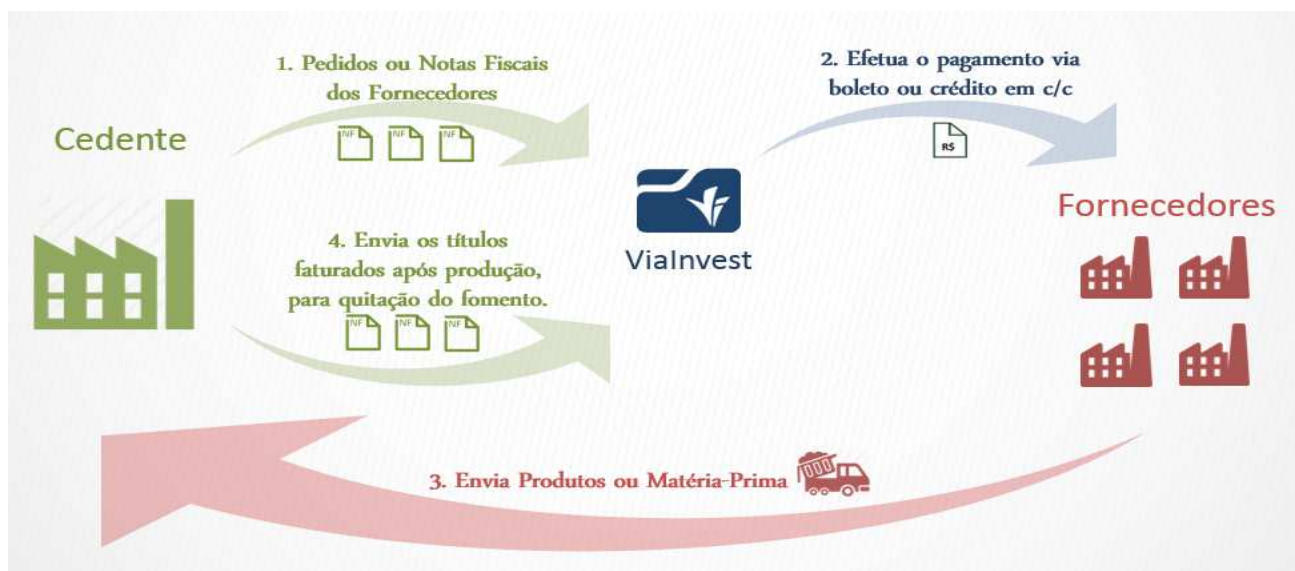 1. Pedidos ou Notas Fiscais
dos Fornecedores
NF NF NF
2. Efetua o pagamento via
boleto ou crédito em c/c
R$
Cedente
ViaInvest
Fornecedores
4. Envia os títulos
faturados após produção,
para quitação do fomento.
NF NF NF
3. Envia Produtos ou Matéria-Prima